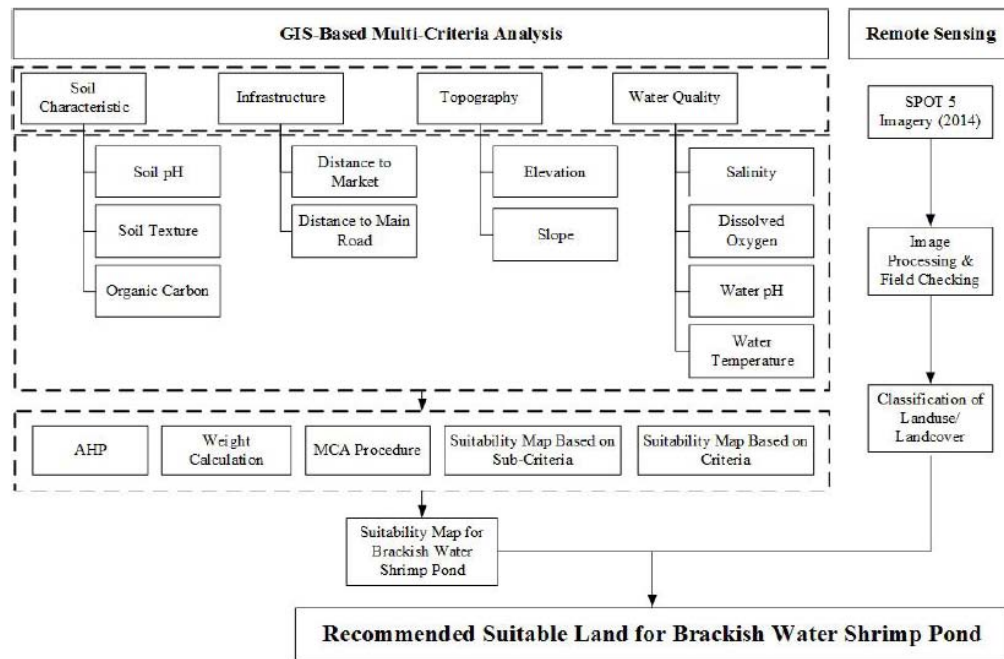 GIS-Based Multi-Criteria Analysis
Remote Sensing
Soil
Characteristic
Infrastructure
Topography
Water Quality
SPOT 5
Imagery (2014)
Soil pH
Soil Texture
Organic Carbon
Distance to
Market
Distance to Main
Road
Elevation
Slope
Salinity
Dissolved
Oxygen
Water pH
Water
Temperature
Image
Processing &
Field Checking
Classification of
Landuse/
Landcover
AHP
Weight
Calculation
MCA Procedure
Suitability Map Based on
Sub-Criteria
Suitability Map Based on
Criteria
Suitability Map for
Brackish Water
Shrimp Pond
Recommended Suitable Land for Brackish Water Shrimp Pond